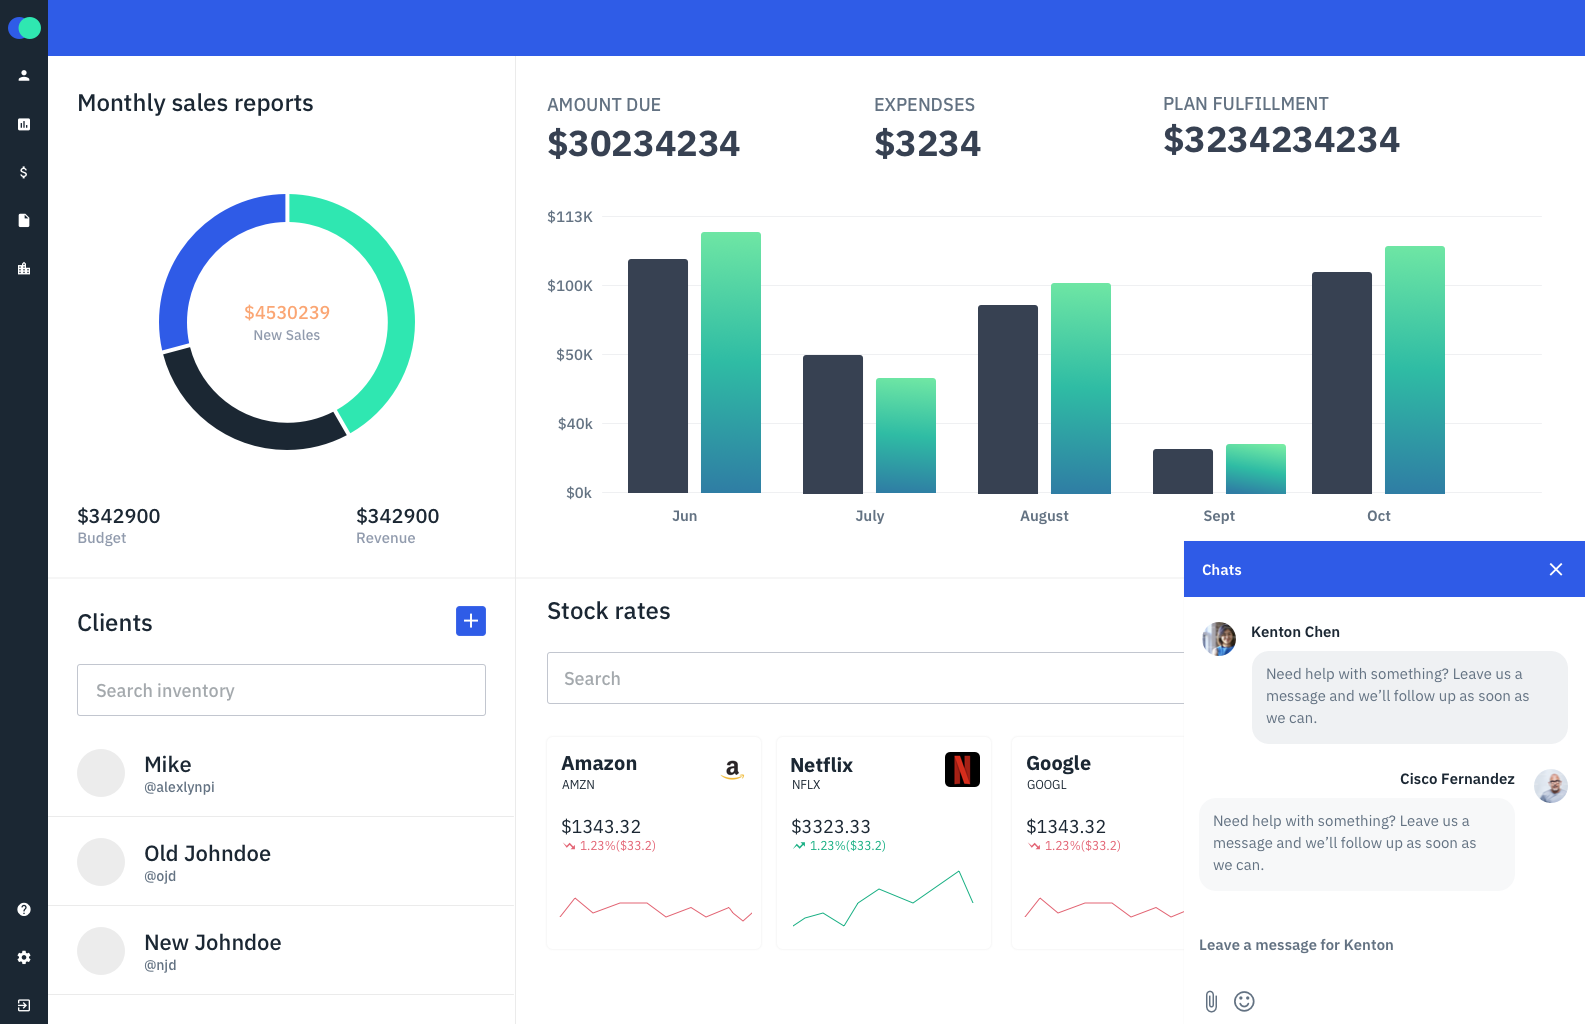 Monthly sales reports
$4530239
New Sales
$342900
Budget
$342900
Revenue
AMOUNT DUE
$30234234
EXPENDSES
$3234
PLAN FULFILLMENT
$3234234234
$113K
$100K
$50K
$40k
$0k
Jun
July
August
Sept
Oct
Clients
Search inventory
Mike
@alexlynpi
Old Johndoe
@ojd
New Johndoe
@njd
Stock rates
Search
Amazon
AMZN
a
$1343.32
1.23%($33.2)
Netflix
NFLX
N
$3323.33
1.23%($33.2)
Google
GOOGL
$1343.32
1.23%($33.2)
Chats
Kenton Chen
Need help with something? Leave us a
message and we’ll follow up as soon as
we can.
Cisco Fernandez
Need help with something? Leave us a
message and we’ll follow up as soon as
we can.
Leave a message for Kenton